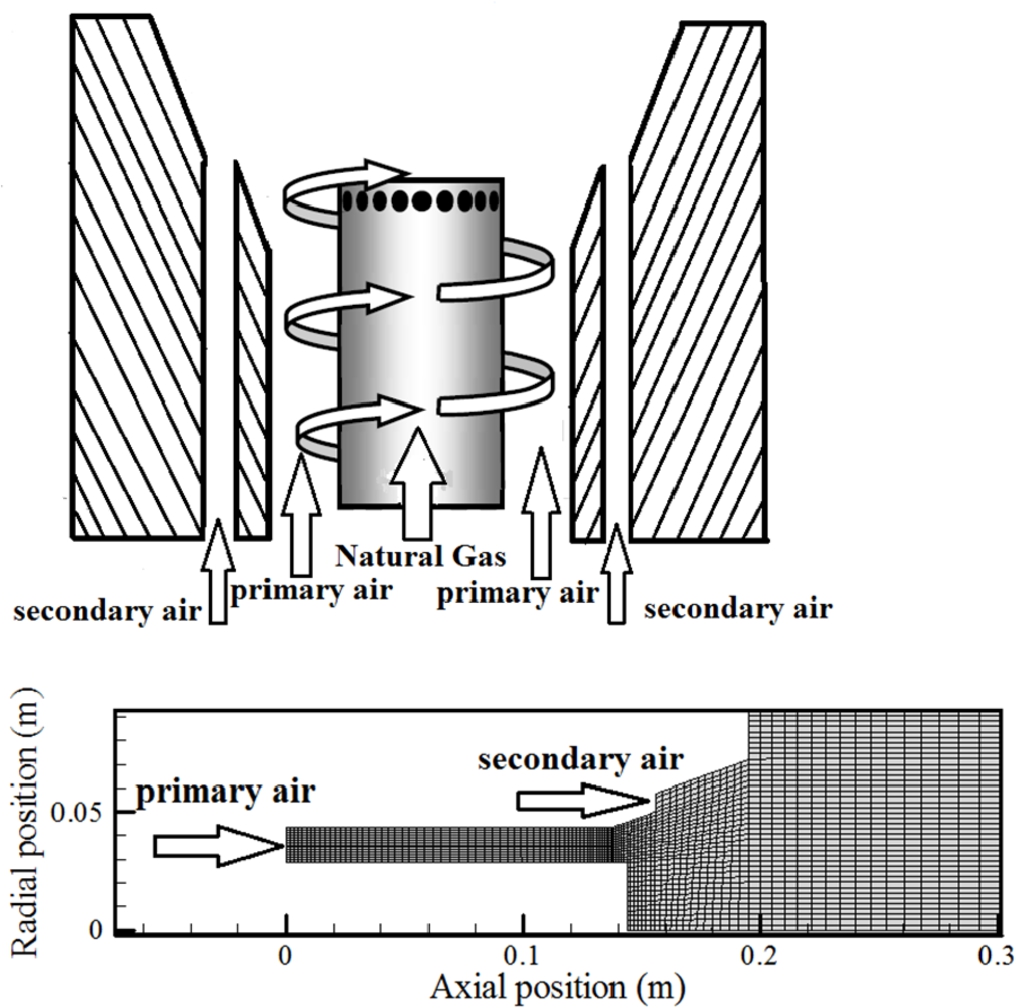 Natural Gas
primary air
primary air
secondary air
secondary air
Radial position (m)
secondary air
primary air
0.05
0
0
0.1
0.2
0.3
Axial position (m)